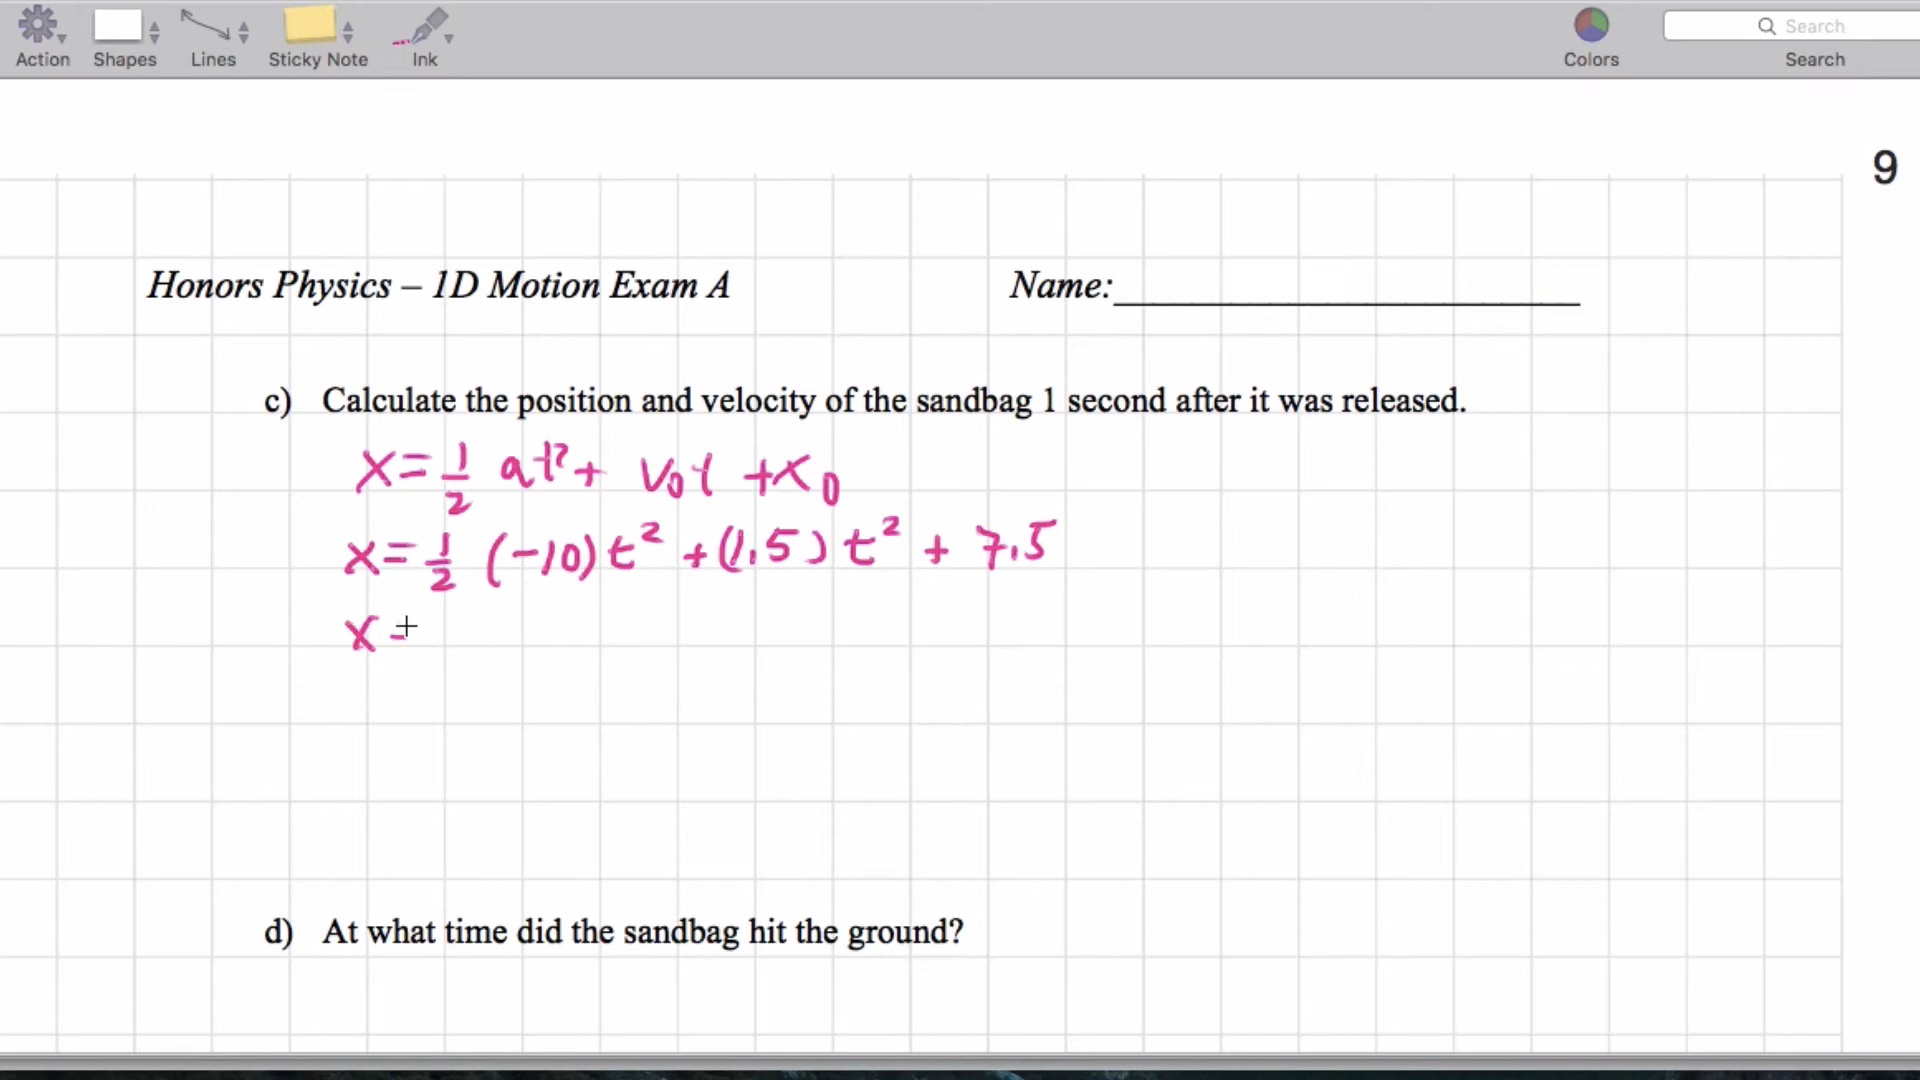 Action Shapes Lines Sticky Note Ink Colors Search Search
9
Honors Physics – 1D Motion Exam A Name:
c) Calculate the position and velocity of the sandbag 1 second after it was released.
x = 1/2 at² + v₀t + x₀
x = 1/2 (-10)t² + (1.5)t² + 7.5
x =
d) At what time did the sandbag hit the ground?